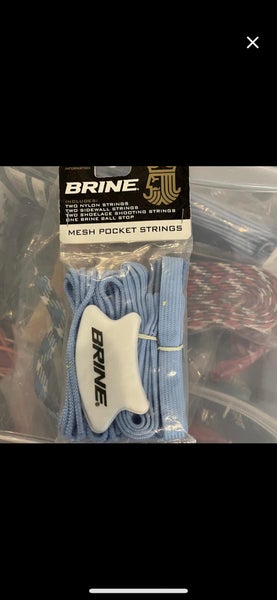 INFORMATION
BRINE
INCLUDES:
TWO NYLON STRINGS
TWO SIDEWALL STRINGS
TWO SHOELACE SHOOTING STRINGS
ONE BRINE BALL STOP
MESH POCKET STRINGS
BRINE®